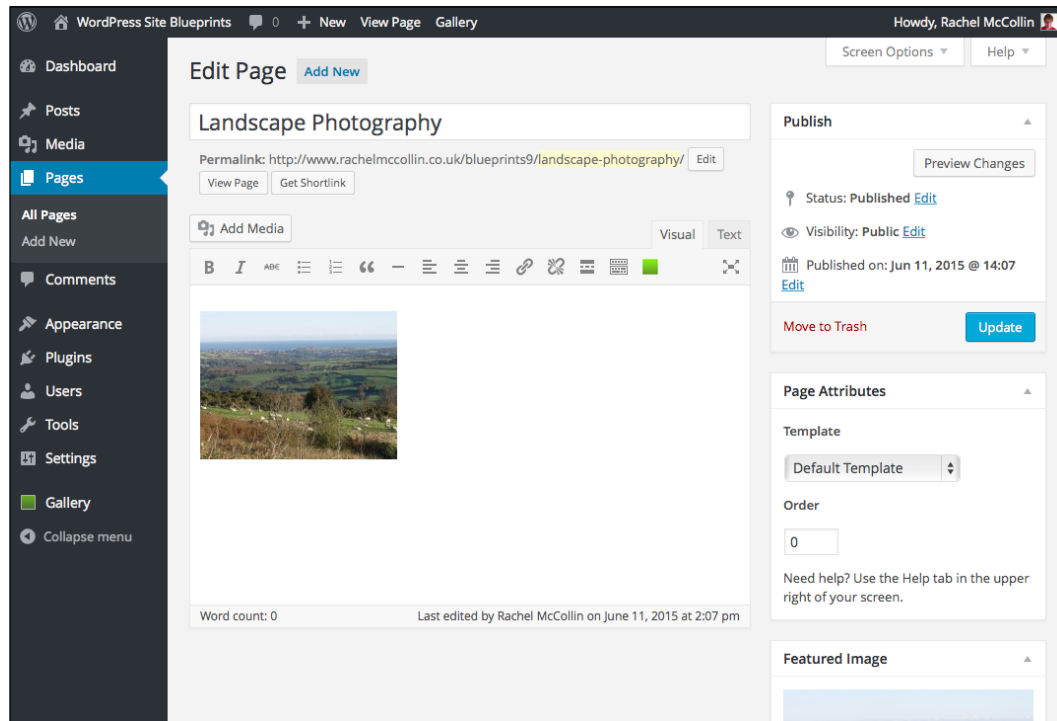 WordPress Site Blueprints 0 + New View Page Gallery Howdy, Rachel McCollin
Dashboard
Posts
Media
Pages
All Pages
Add New
Comments
Appearance
Plugins
Users
Tools
Settings
Gallery
Collapse menu
Screen Options Help
Edit Page Add New
Landscape Photography
Permalink: http://www.rachelmccollin.co.uk/blueprints9/landscape-photography/ Edit
View Page Get Shortlink
Add Media
Visual Text
B I ABC
Word count: 0 Last edited by Rachel McCollin on June 11, 2015 at 2:07 pm
Publish
Preview Changes
Status: Published Edit
Visibility: Public Edit
Published on: Jun 11, 2015 @ 14:07
Edit
Move to Trash Update
Page Attributes
Template
Default Template
Order
0
Need help? Use the Help tab in the upper
right of your screen.
Featured Image